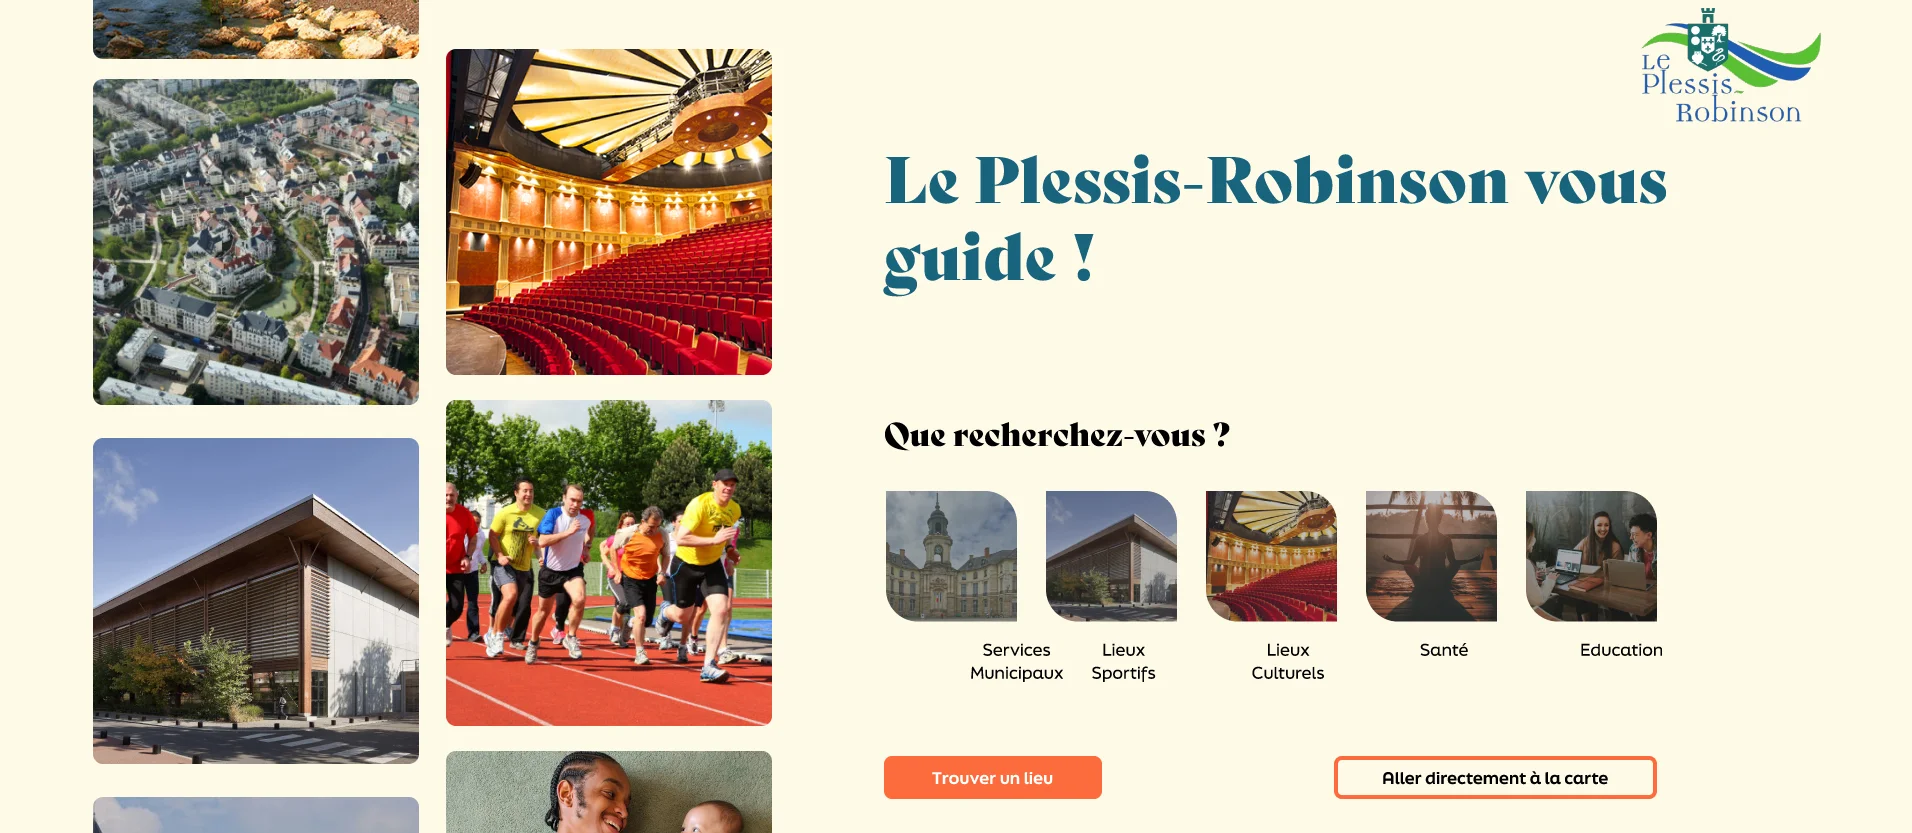 Le
Plessis-
Robinson
Le Plessis-Robinson vous
guide !
Que recherchez-vous ?
Services
Municipaux
Lieux
Sportifs
Lieux
Culturels
Santé
Education
Trouver un lieu
Aller directement à la carte